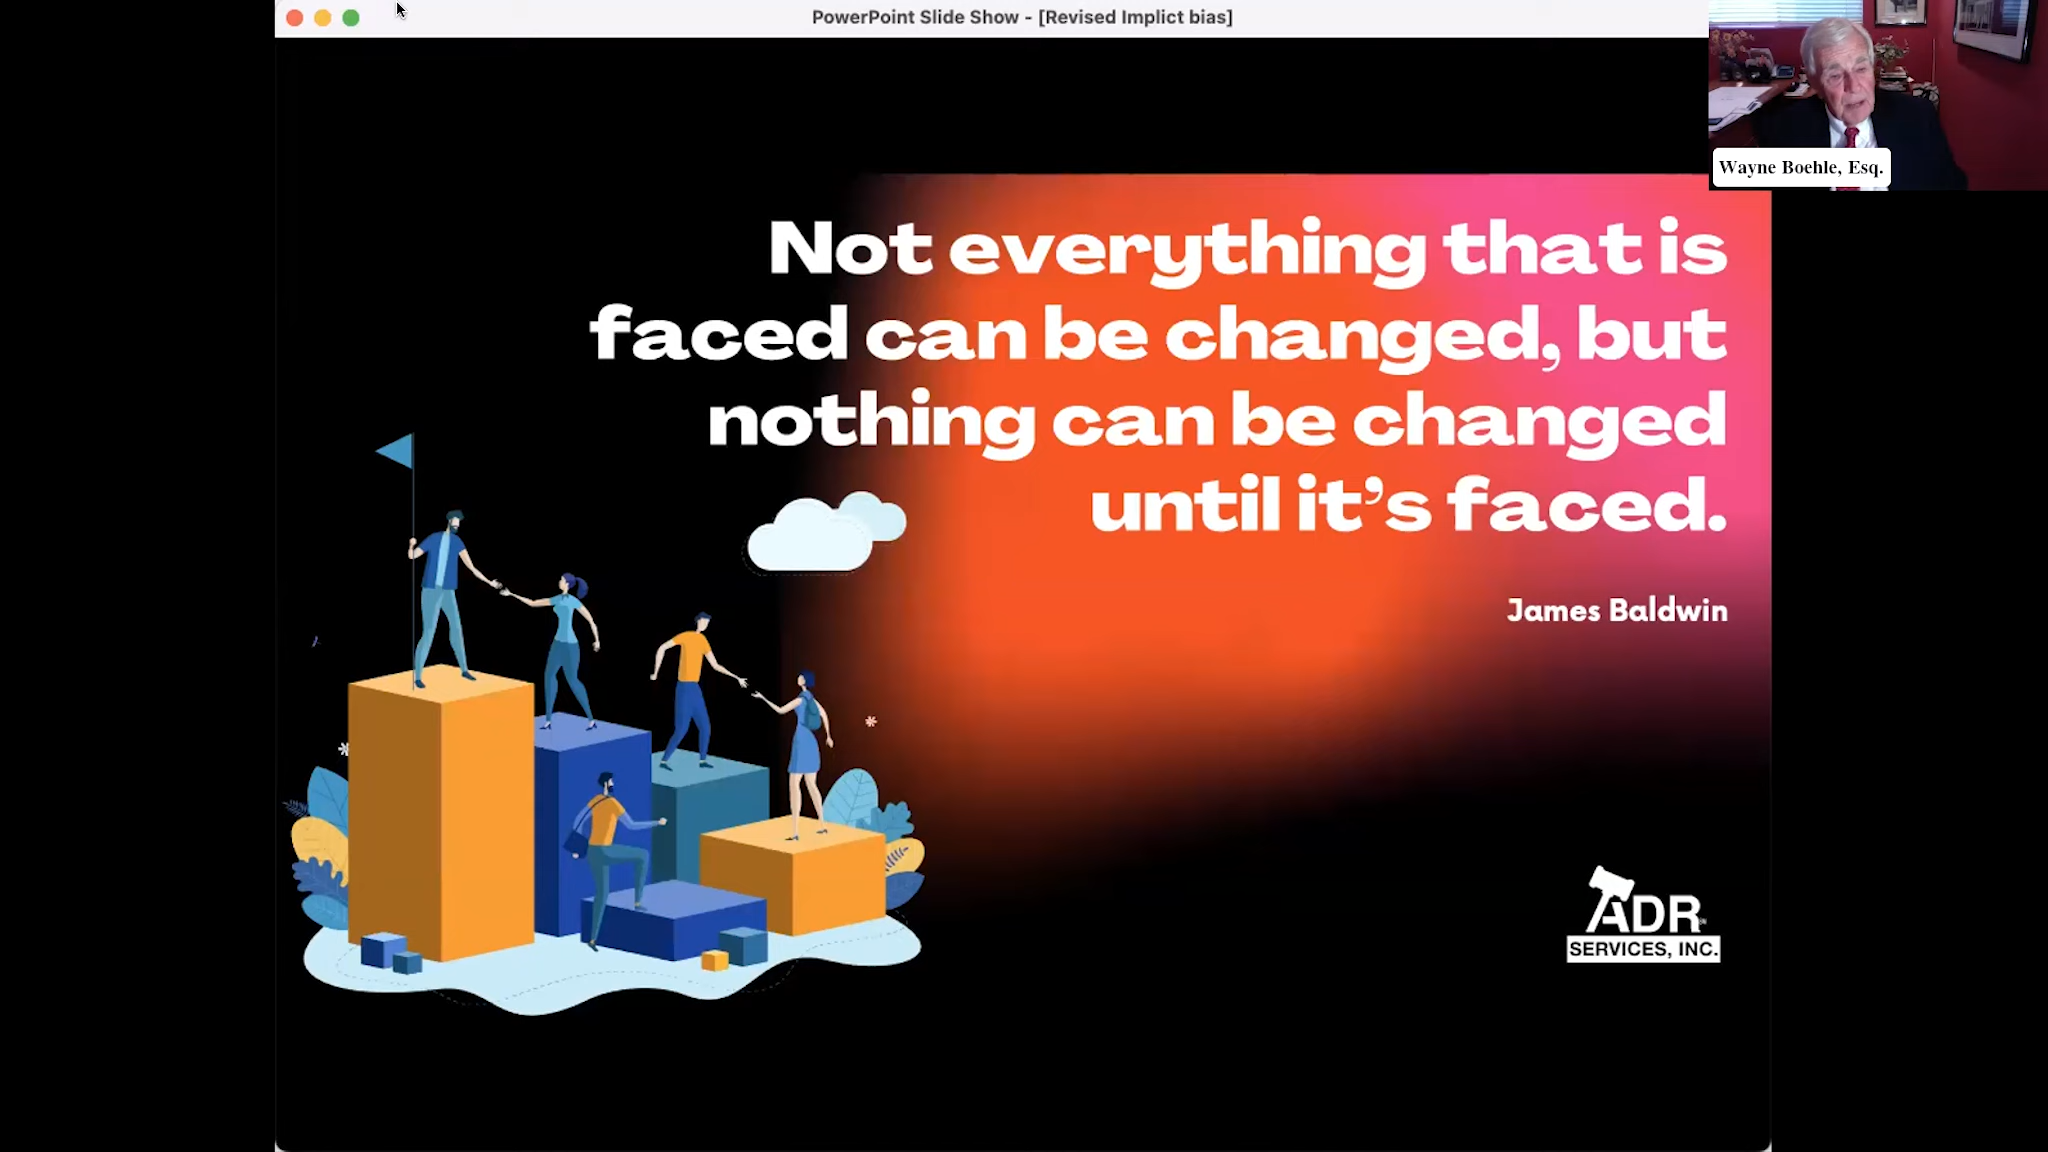 PowerPoint Slide Show - [Revised Implict bias]
Wayne Boehle, Esq.
Not everything that is
faced can be changed, but
nothing can be changed
until it’s faced.
James Baldwin
ADR
SERVICES, INC.